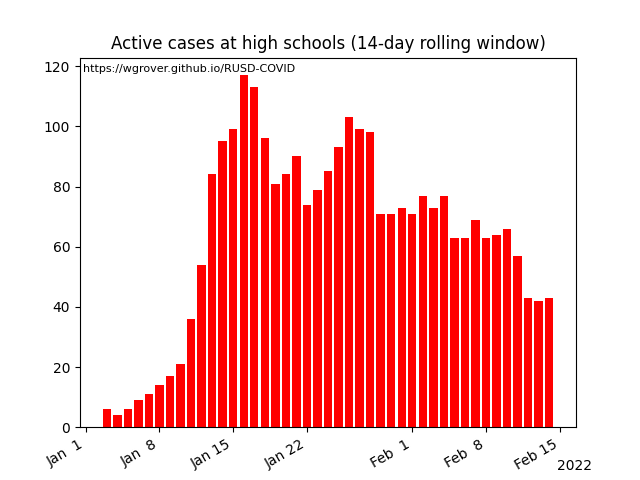 Active cases at high schools (14-day rolling window)
https://wgrover.github.io/RUSD-COVID
120
100
80
60
40
20
0
Jan 1
Jan 8
Jan 15
Jan 22
Feb 1
Feb 8
Feb 15
2022